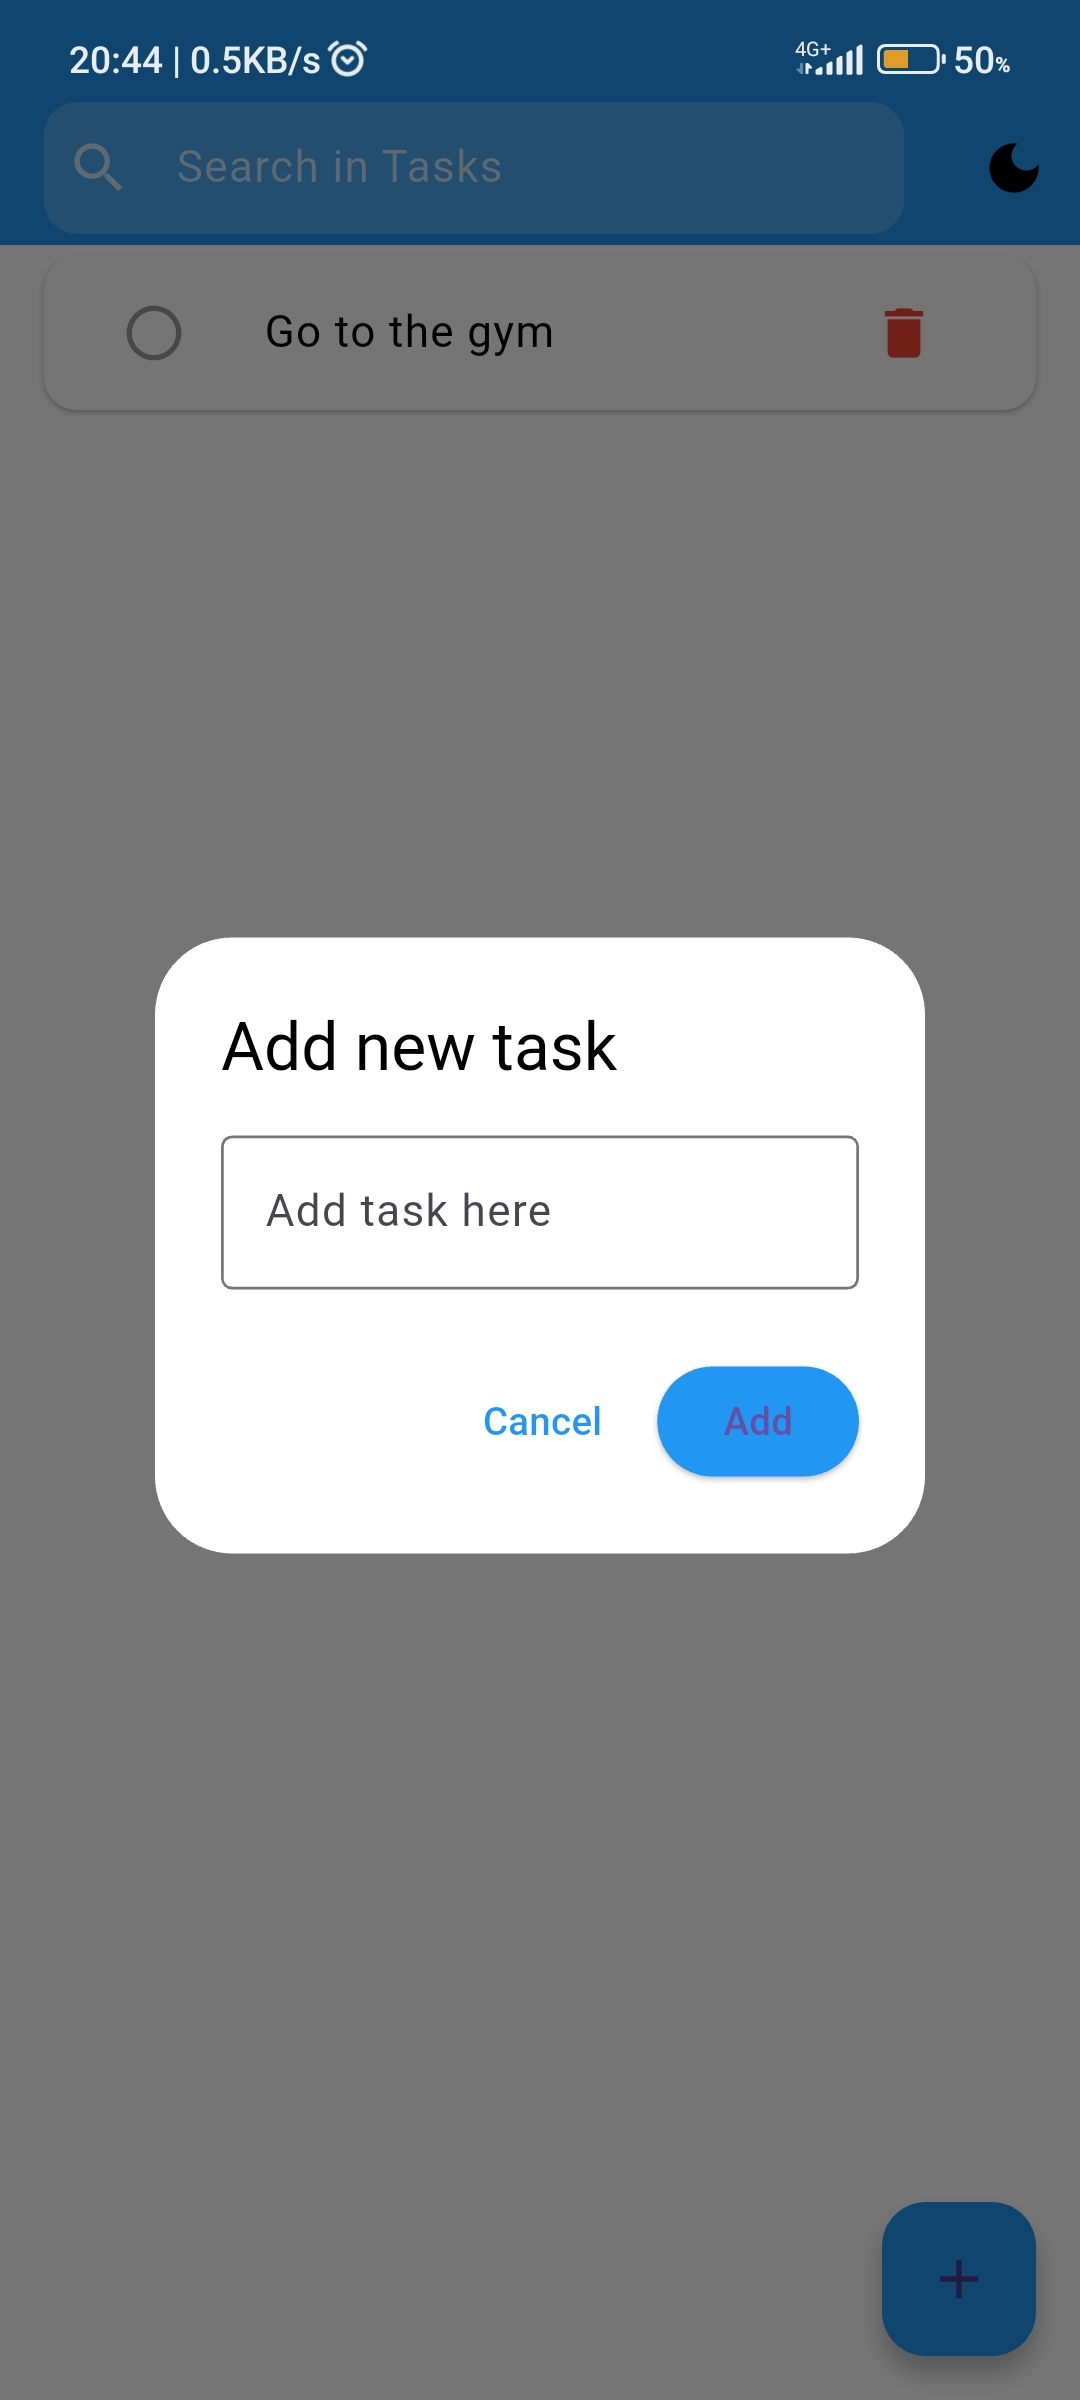 20:44 | 0.5KB/s
4G+
50%
Search in Tasks
Go to the gym
Add new task
Add task here
Cancel
Add